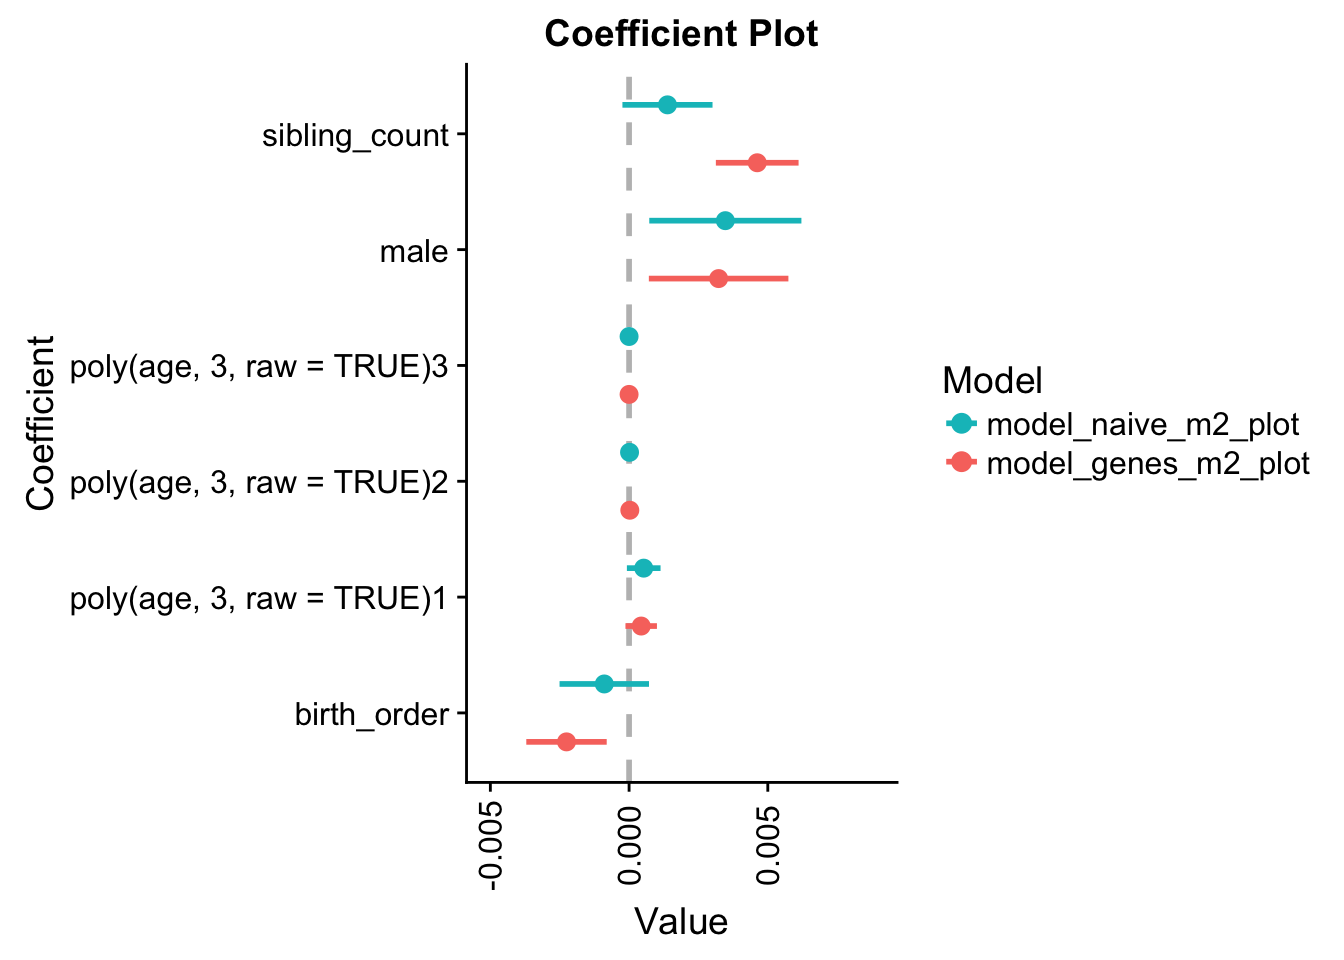 Coefficient Plot
Coefficient
sibling_count
male
poly(age, 3, raw = TRUE)3
poly(age, 3, raw = TRUE)2
poly(age, 3, raw = TRUE)1
birth_order
-0.005
0.000
0.005
Value
Model
model_naive_m2_plot
model_genes_m2_plot